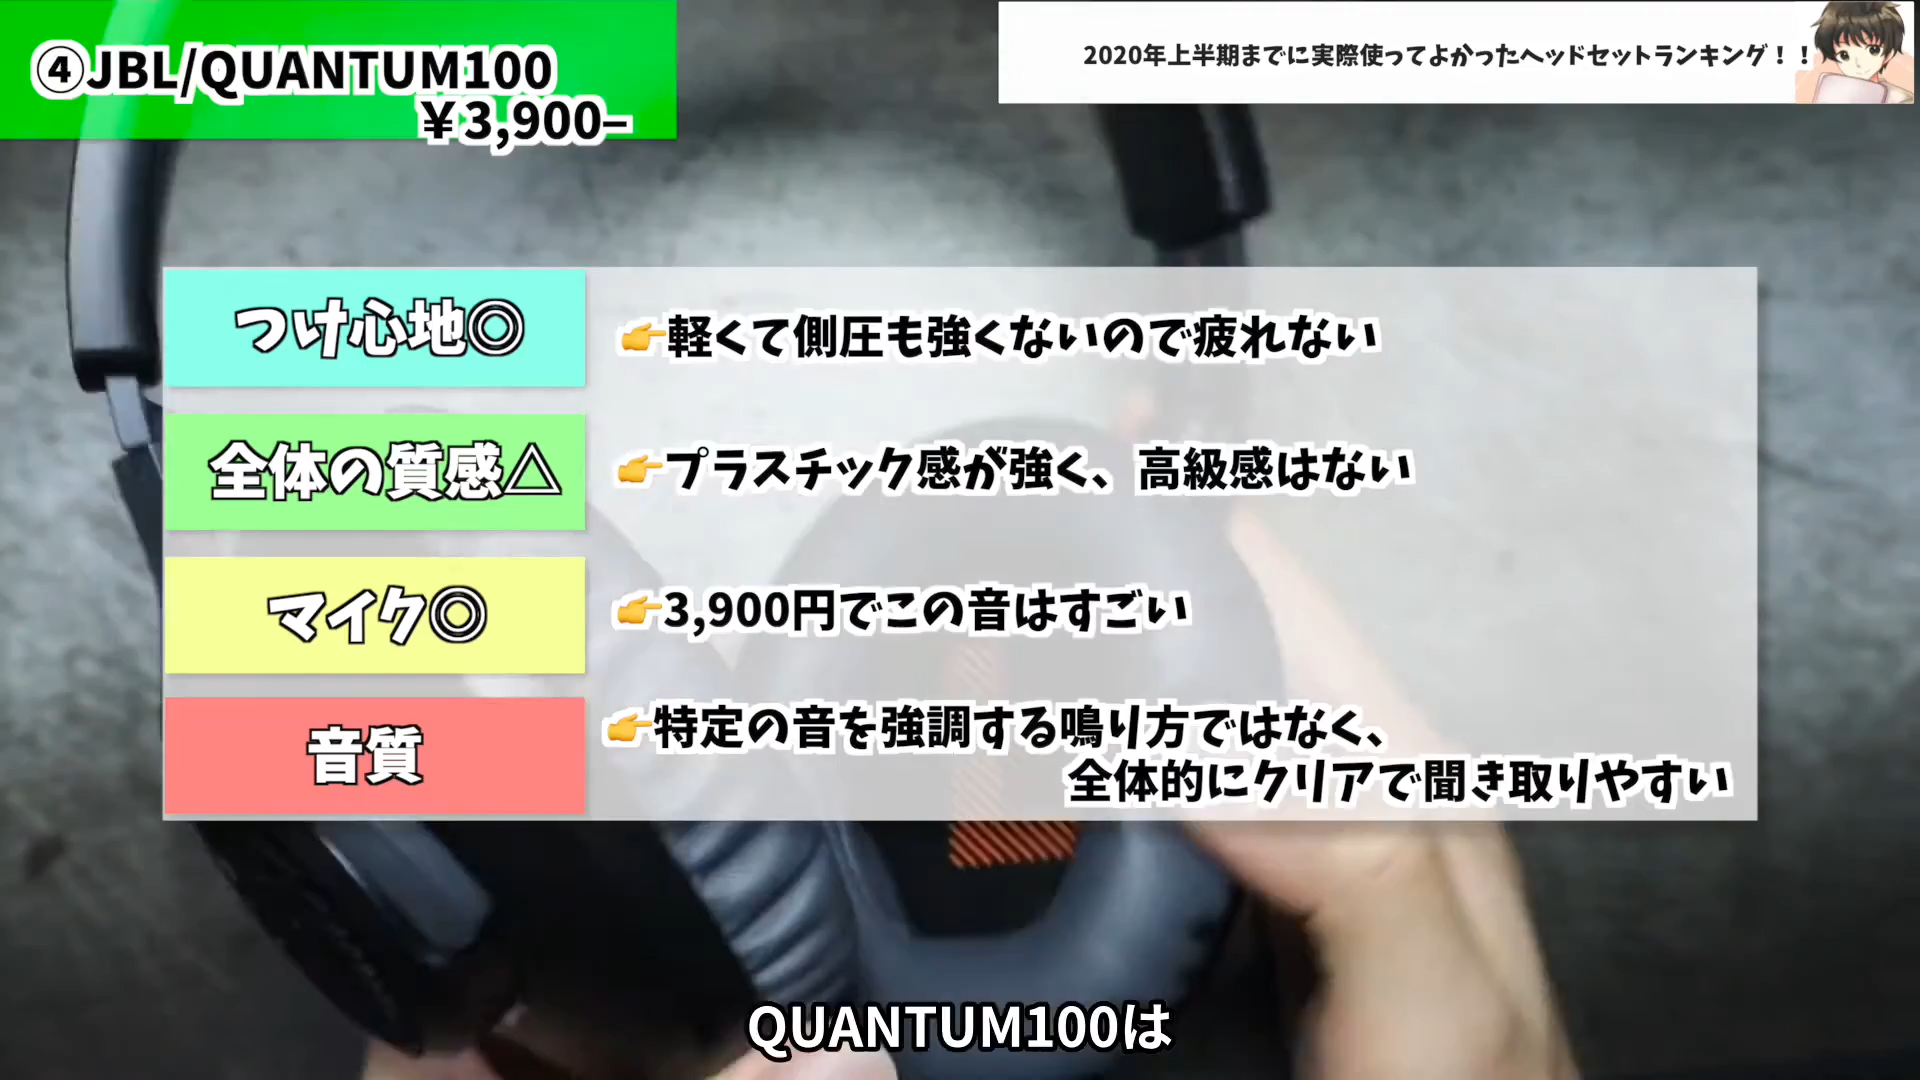 ④JBL/QUANTUM100
￥3,900−
2020年上半期までに実際使ってよかったヘッドセットランキング！！
つけ心地◎
👉軽くて側圧も強くないので疲れない
全体の質感△
👉プラスチック感が強く、高級感はない
マイク◎
👉3,900円でこの音はすごい
音質
👉特定の音を強調する鳴り方ではなく、
全体的にクリアで聞き取りやすい
QUANTUM100は